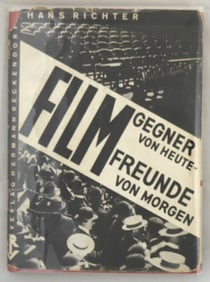 HANS RICHTER
FILM
GEGNER
VON HEUTE-
FREUNDE
VON MORGEN
VERLAG HERMANN RECKENDORF